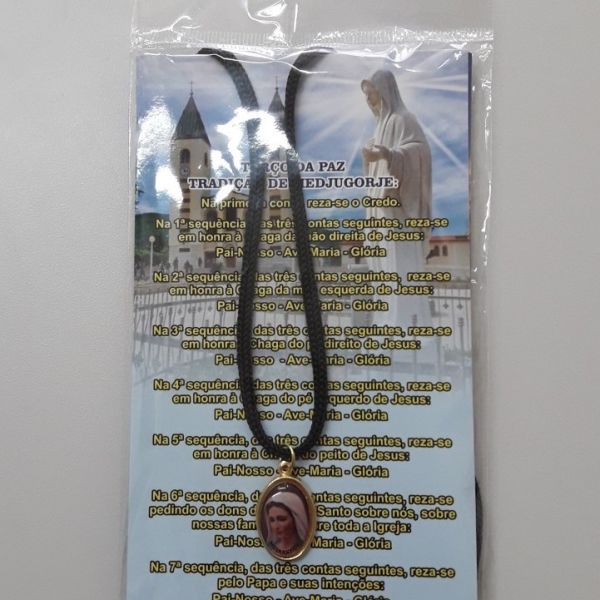 TERÇO DA PAZ
TRADIÇÃO DE MEDJUGORJE:
Na primeira conta reza-se o Credo.
Na 1ª sequência, das três contas seguintes, reza-se
em honra à Chaga da mão direita de Jesus:
Pai-Nosso - Ave-Maria - Glória
Na 2ª sequência, das três contas seguintes, reza-se
em honra à Chaga da mão esquerda de Jesus:
Pai-Nosso - Ave-Maria - Glória
Na 3ª sequência, das três contas seguintes, reza-se
em honra à Chaga do pé direito de Jesus:
Pai-Nosso - Ave-Maria - Glória
Na 4ª sequência, das três contas seguintes, reza-se
em honra à Chaga do pé esquerdo de Jesus:
Pai-Nosso - Ave-Maria - Glória
Na 5ª sequência, das três contas seguintes, reza-se
em honra à Chaga do peito de Jesus:
Pai-Nosso - Ave-Maria - Glória
Na 6ª sequência, das três contas seguintes, reza-se
pedindo os dons do Santo sobre nós, sobre
nossas sobre toda a Igreja:
Pai-Nosso Maria - Glória
Na 7ª sequência, das três contas seguintes, reza-se
pelo Papa e suas intenções:
Pai-Nosso - Ave-Maria - Glória